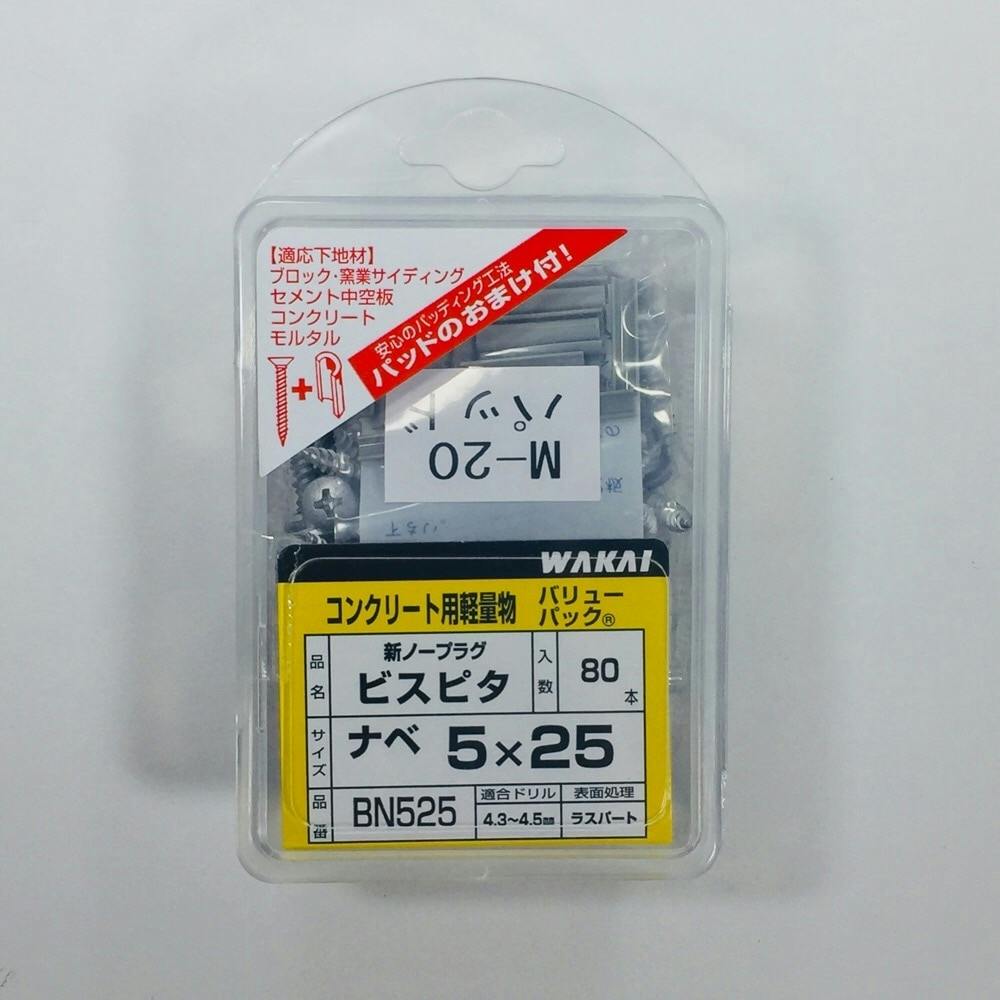 【適応下地材】
ブロック・窯業サイディング
セメント中空板
コンクリート
モルタル
+
安心のパッディング工法
パッドのおまけ付!
M-20
パッド
WAKAI
コンクリート用軽量物 バリューパック®
品名 新ノープラグ ビスピタ 入数 80本
サイズ ナベ 5×25
品番 BN525 適合ドリル 4.3~4.5mm 表面処理 ラスパート